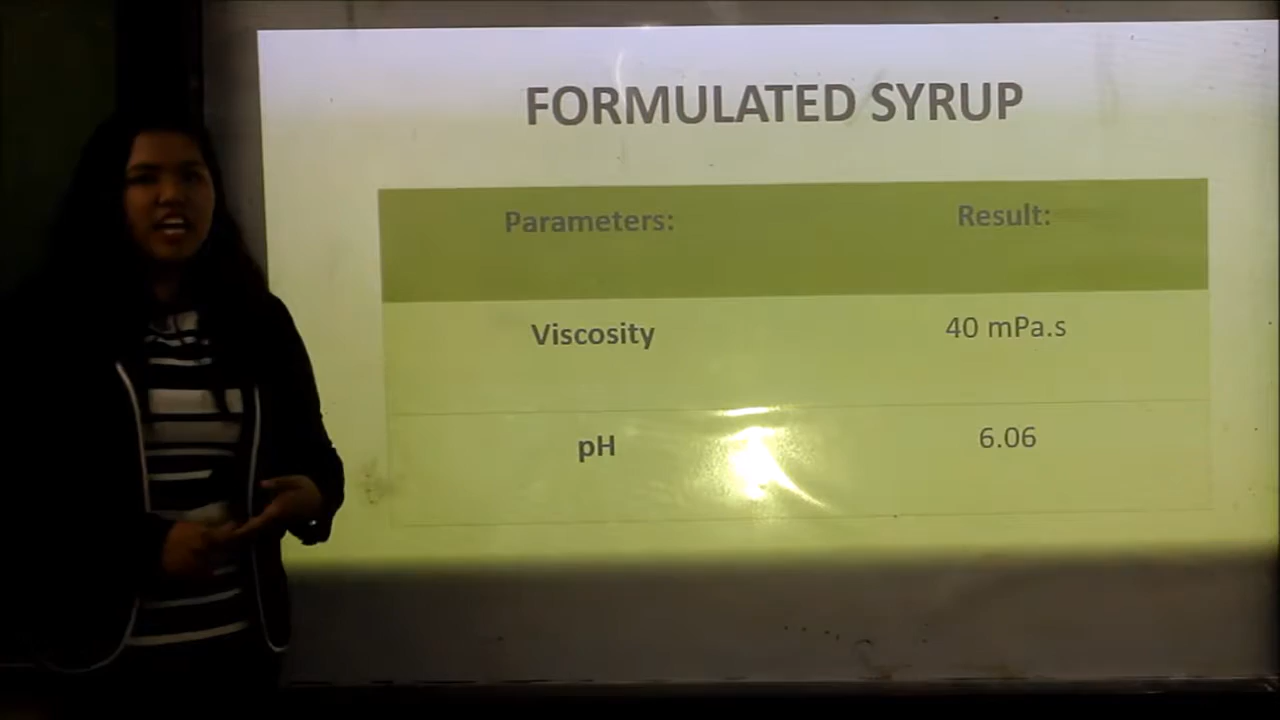 FORMULATED SYRUP
Parameters: Result:
Viscosity 40 mPa.s
pH 6.06